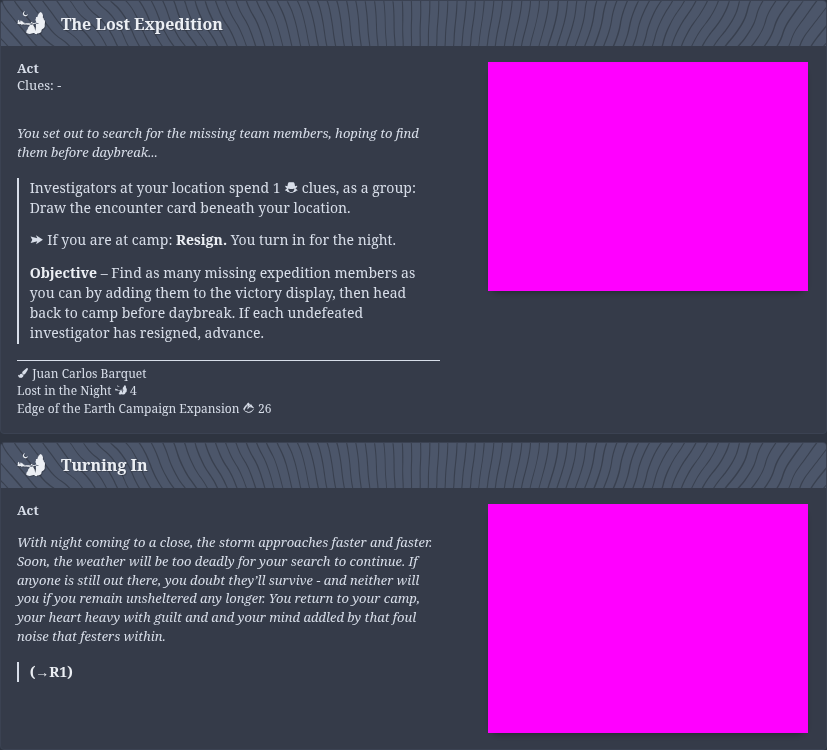 The Lost Expedition
Act
Clues: -
You set out to search for the missing team members, hoping to find
them before daybreak...
Investigators at your location spend 1 clues, as a group:
Draw the encounter card beneath your location.
If you are at camp: Resign. You turn in for the night.
Objective – Find as many missing expedition members as
you can by adding them to the victory display, then head
back to camp before daybreak. If each undefeated
investigator has resigned, advance.
Juan Carlos Barquet
Lost in the Night 4
Edge of the Earth Campaign Expansion 26
Turning In
Act
With night coming to a close, the storm approaches faster and faster.
Soon, the weather will be too deadly for your search to continue. If
anyone is still out there, you doubt they'll survive - and neither will
you if you remain unsheltered any longer. You return to your camp,
your heart heavy with guilt and and your mind addled by that foul
noise that festers within.
(→R1)